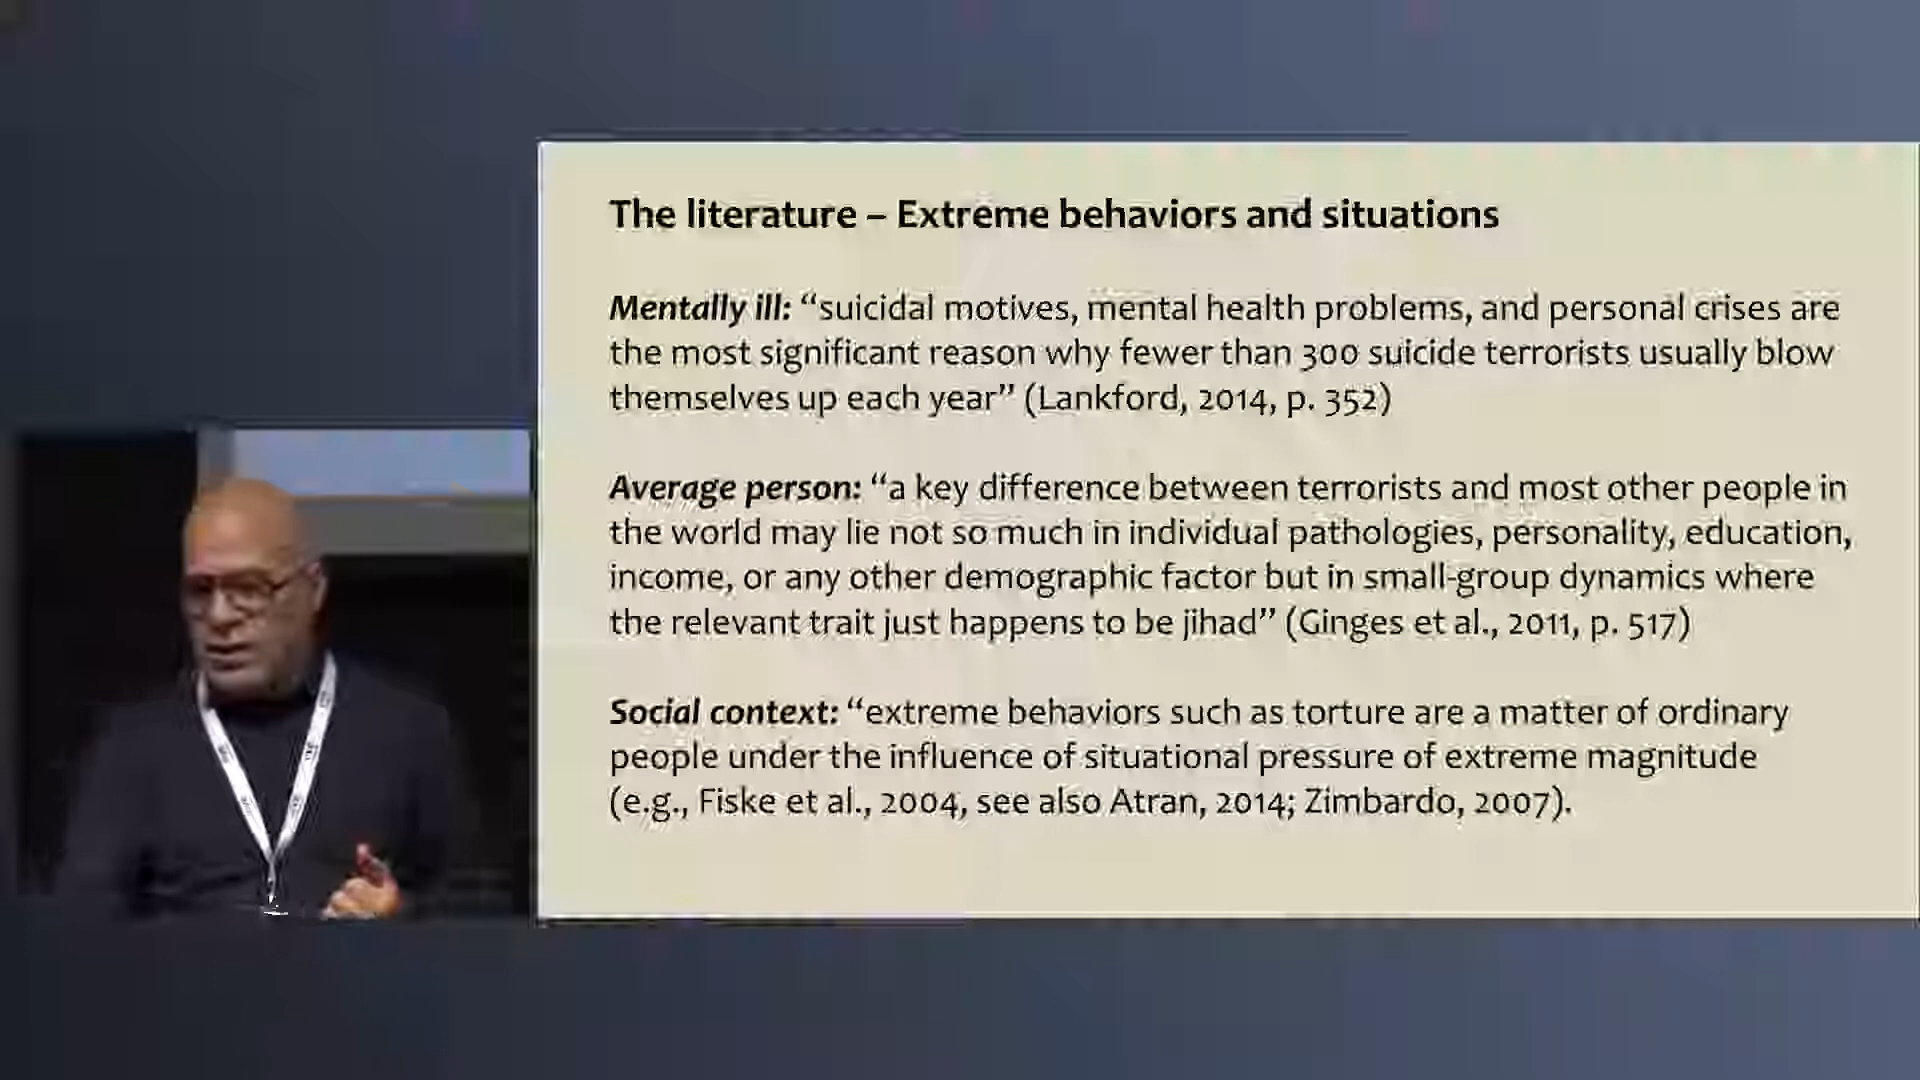 The literature – Extreme behaviors and situations
Mentally ill: “suicidal motives, mental health problems, and personal crises are
the most significant reason why fewer than 300 suicide terrorists usually blow
themselves up each year” (Lankford, 2014, p. 352)
Average person: “a key difference between terrorists and most other people in
the world may lie not so much in individual pathologies, personality, education,
income, or any other demographic factor but in small-group dynamics where
the relevant trait just happens to be jihad” (Ginges et al., 2011, p. 517)
Social context: “extreme behaviors such as torture are a matter of ordinary
people under the influence of situational pressure of extreme magnitude
(e.g., Fiske et al., 2004, see also Atran, 2014; Zimbardo, 2007).